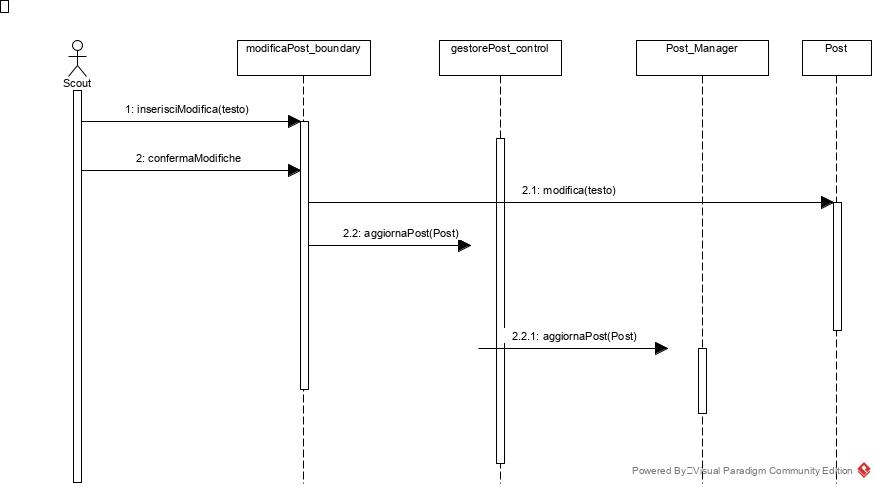 modificaPost_boundary
gestorePost_control
Post_Manager
Post
Scout
1: inserisciModifica(testo)
2: confermaModifiche
2.1: modifica(testo)
2.2: aggiornaPost(Post)
2.2.1: aggiornaPost(Post)
Powered By Visual Paradigm Community Edition